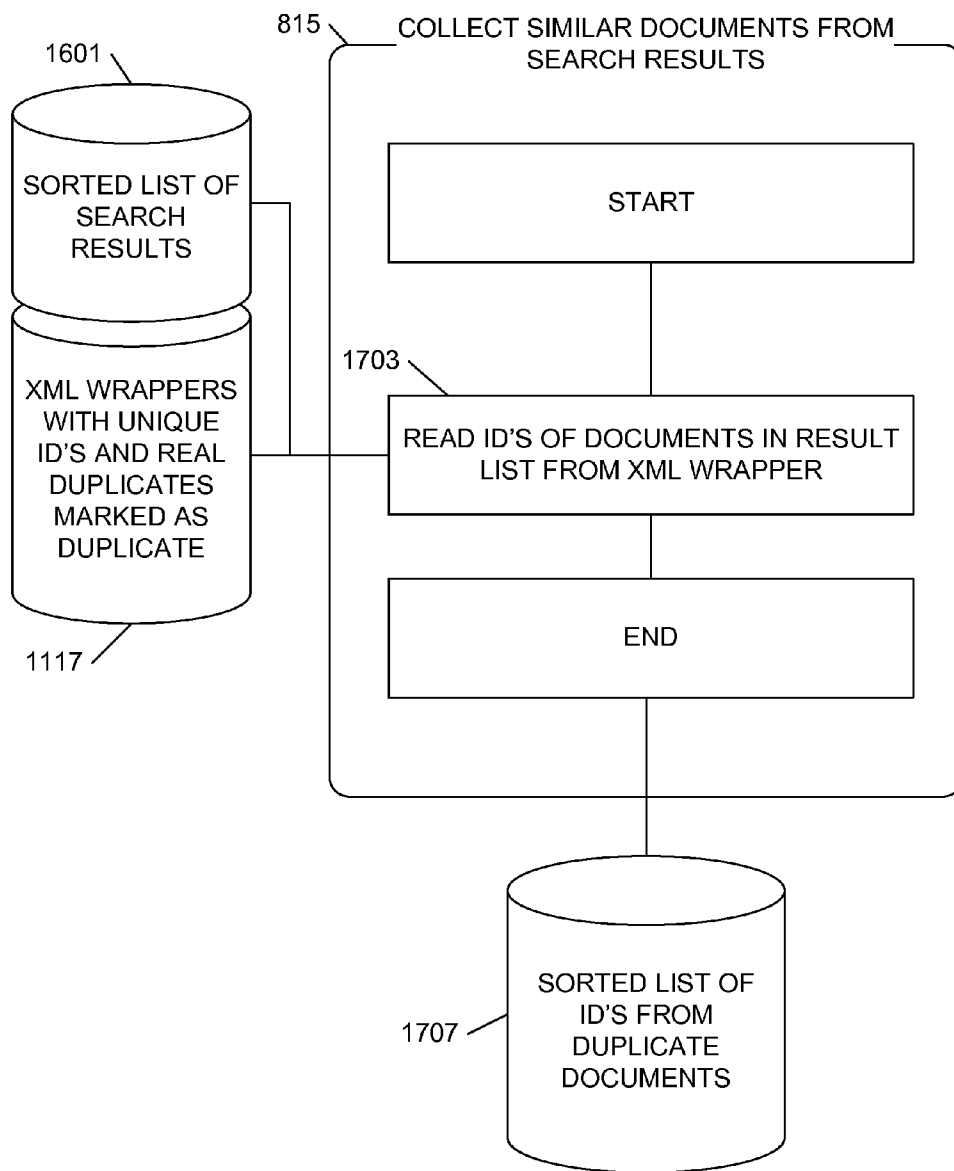 815
COLLECT SIMILAR DOCUMENTS FROM
SEARCH RESULTS
1601
SORTED LIST OF
SEARCH
RESULTS
START
1703
XML WRAPPERS
WITH UNIQUE
ID'S AND REAL
DUPLICATES
MARKED AS
DUPLICATE
READ ID'S OF DOCUMENTS IN RESULT
LIST FROM XML WRAPPER
END
1117
1707
SORTED LIST OF
ID'S FROM
DUPLICATE
DOCUMENTS